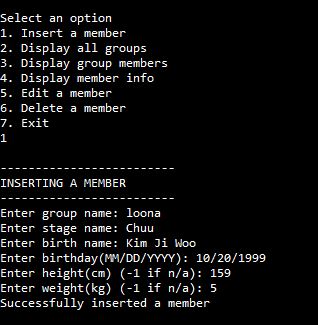 Select an option
1. Insert a member
2. Display all groups
3. Display group members
4. Display member info
5. Edit a member
6. Delete a member
7. Exit
1
-------------------------
INSERTING A MEMBER
-------------------------
Enter group name: loona
Enter stage name: Chuu
Enter birth name: Kim Ji Woo
Enter birthday(MM/DD/YYYY): 10/20/1999
Enter height(cm) (-1 if n/a): 159
Enter weight(kg) (-1 if n/a): 5
Successfully inserted a member